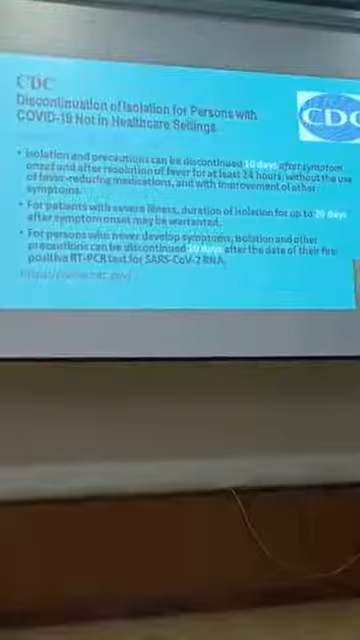 CDC
Discontinuation of Isolation for Persons with
COVID-19 Not in Healthcare Settings
CDC
• Isolation and precautions can be discontinued 10 days after symptom
onset and after resolution of fever for at least 24 hours, without the use
of fever-reducing medications, and with improvement of other
symptoms.
• For patients with severe illness, duration of isolation for up to 20 days
after symptom onset may be warranted.
• For persons who never develop symptoms, isolation and other
precautions can be discontinued 10 days after the date of their first
positive RT-PCR test for SARS-CoV-2 RNA.